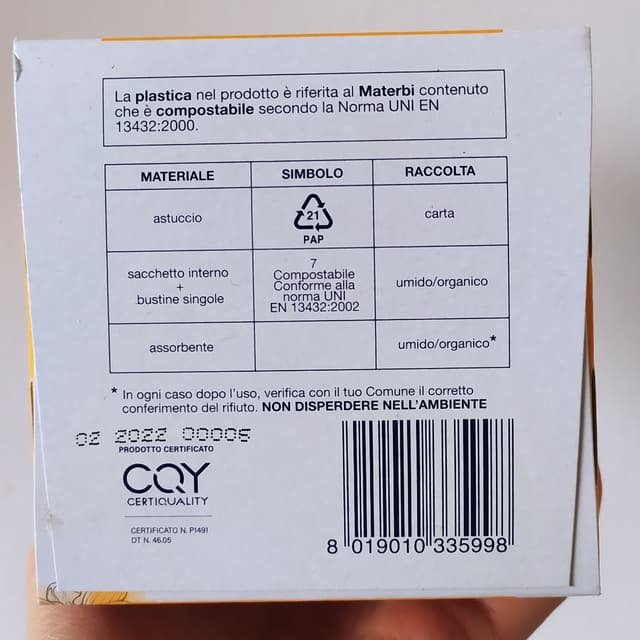 La plastica nel prodotto è riferita al Materbi contenuto
che è compostabile secondo la Norma UNI EN
13432:2000.
MATERIALE SIMBOLO RACCOLTA
astuccio 21 PAP carta
sacchetto interno
+
bustine singole
7
Compostabile
Conforme alla
norma UNI
EN 13432:2002
umido/organico
assorbente umido/organico*
* In ogni caso dopo l'uso, verifica con il tuo Comune il corretto
conferimento del rifiuto. NON DISPERDERE NELL'AMBIENTE
02 2022 00006
PRODOTTO CERTIFICATO
CQY
CERTIQUALITY
CERTIFICATO N. P1491
DT N. 46.05
8 019010 335998